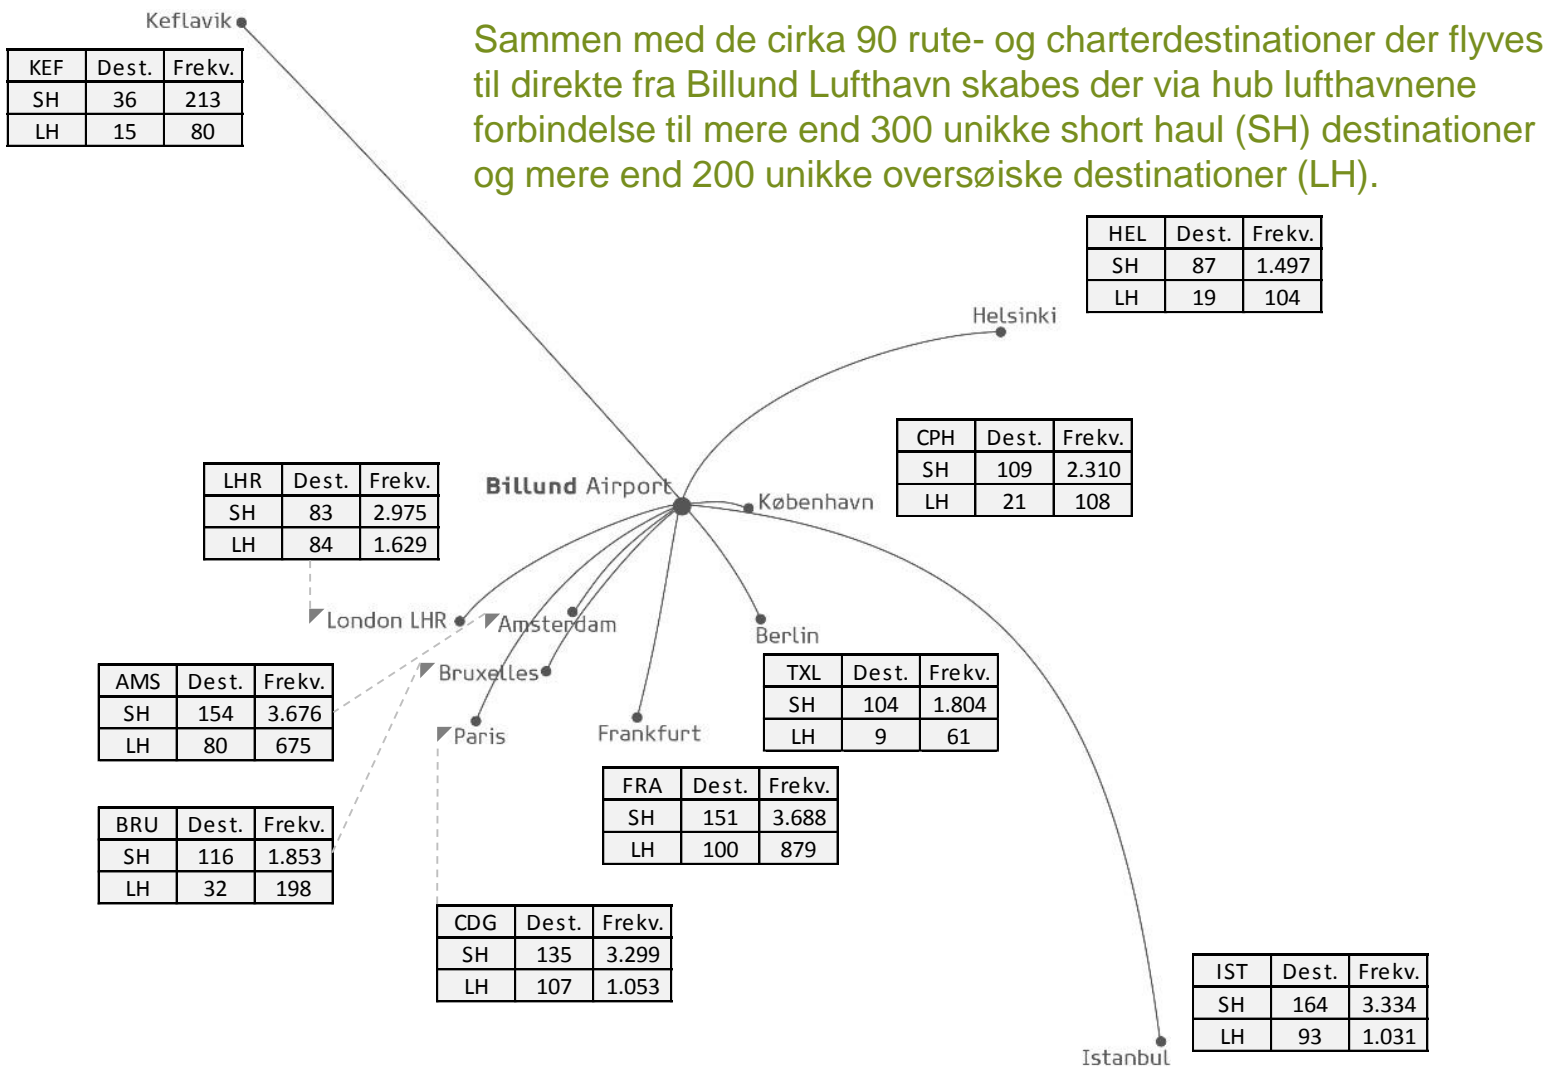 Keflavik
Sammen med de cirka 90 rute- og charterdestinationer der flyves
til direkte fra Billund Lufthavn skabes der via hub lufthavnene
forbindelse til mere end 300 unikke short haul (SH) destinationer
og mere end 200 unikke oversøiske destinationer (LH).
KEF Dest. Frekv.
SH 36 213
LH 15 80
HEL Dest. Frekv.
SH 87 1.497
LH 19 104
Helsinki
CPH Dest. Frekv.
SH 109 2.310
LH 21 108
LHR Dest. Frekv.
SH 83 2.975
LH 84 1.629
Billund Airport
København
London LHR
Amsterdam
Berlin
Bruxelles
AMS Dest. Frekv.
SH 154 3.676
LH 80 675
TXL Dest. Frekv.
SH 104 1.804
LH 9 61
Paris
Frankfurt
FRA Dest. Frekv.
SH 151 3.688
LH 100 879
BRU Dest. Frekv.
SH 116 1.853
LH 32 198
CDG Dest. Frekv.
SH 135 3.299
LH 107 1.053
IST Dest. Frekv.
SH 164 3.334
LH 93 1.031
Istanbul